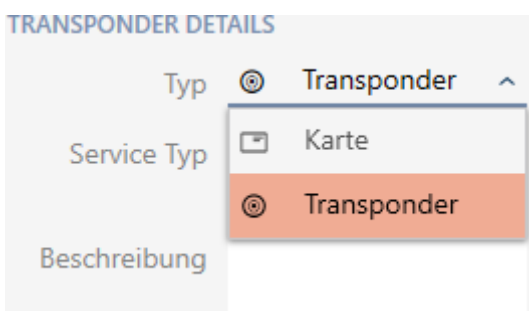 TRANSPONDER DETAILS
Typ Transponder
Karte
Service Typ
Transponder
Beschreibung